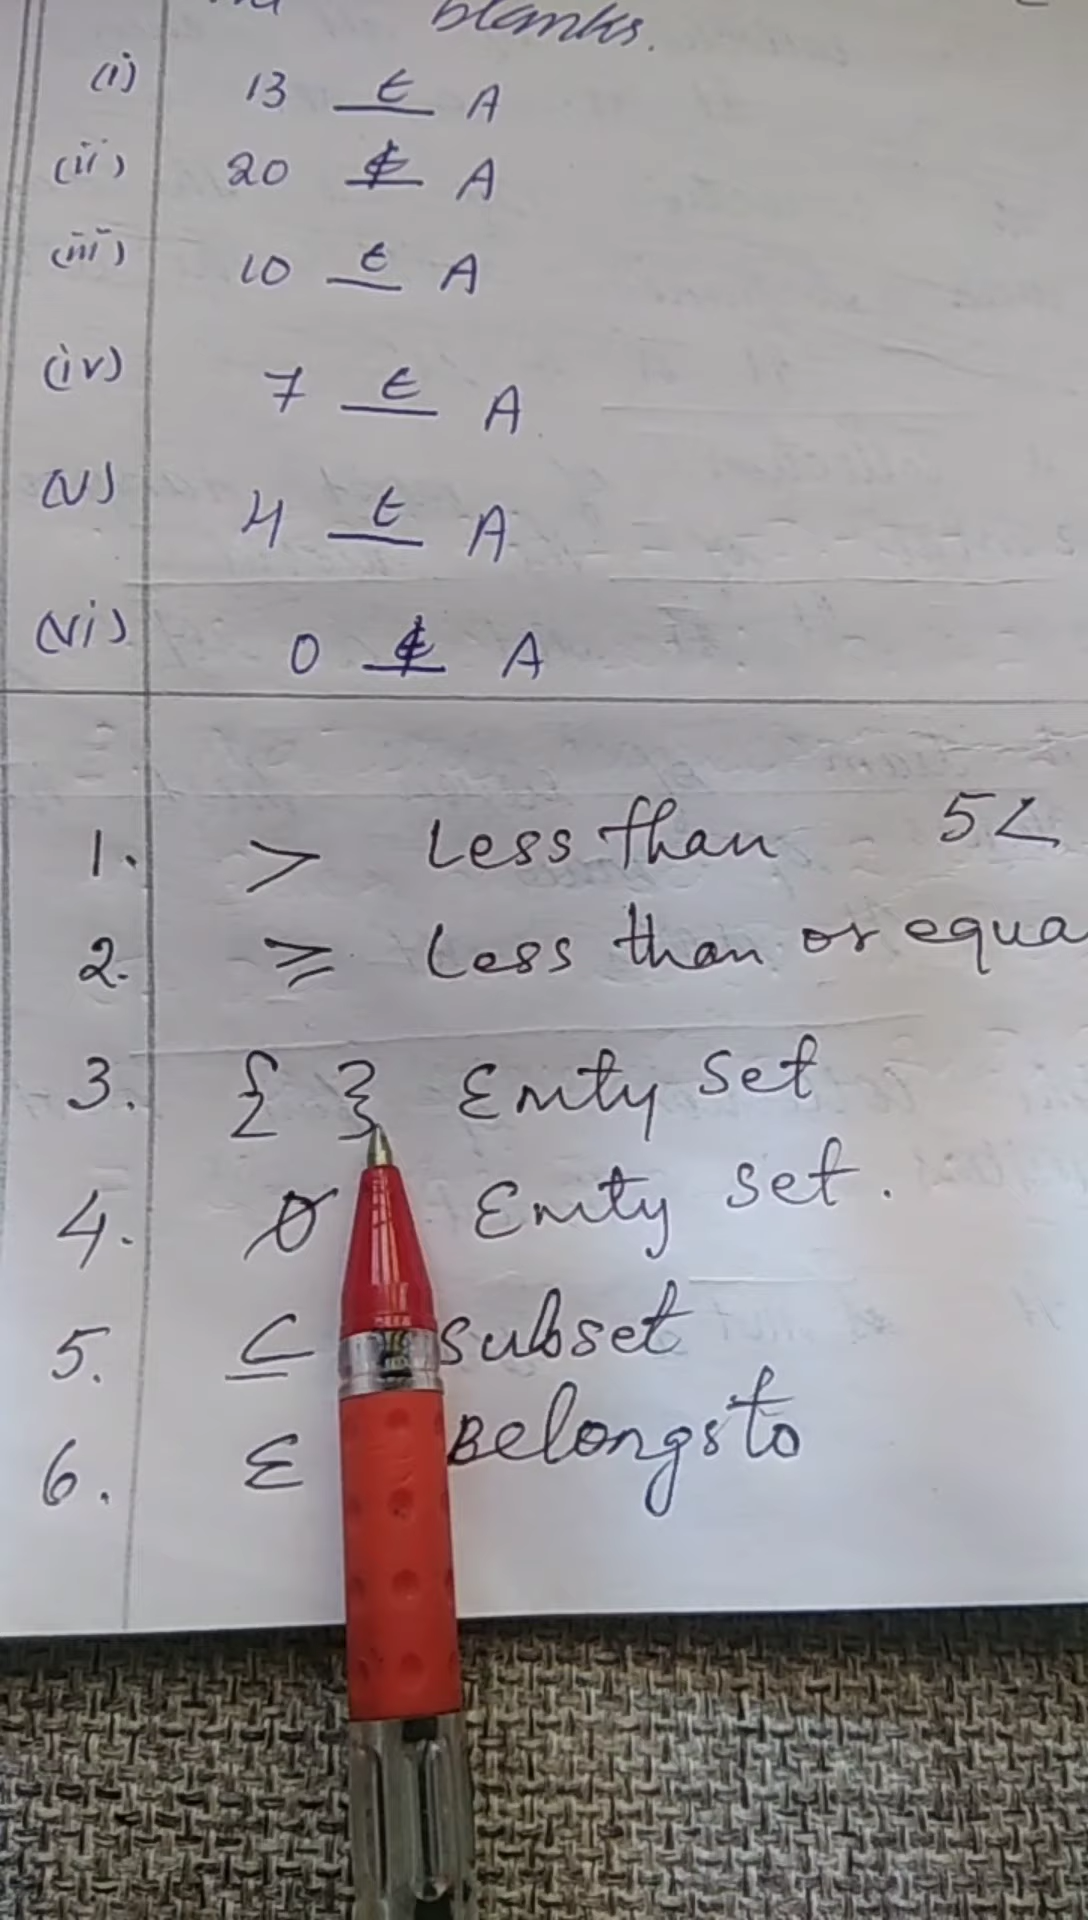 blanks.
(i) 13 ∈ A
(ii) 20 ∉ A
(iii) 10 ∈ A
(iv) 7 ∈ A
(v) 4 ∈ A
(vi) 0 ∉ A
1. > Less than 5<
2. ≥ Less than or equa
3. { } Emty set
4. Ø Emty set.
5. ⊆ subset
6. ∈ Belongs to